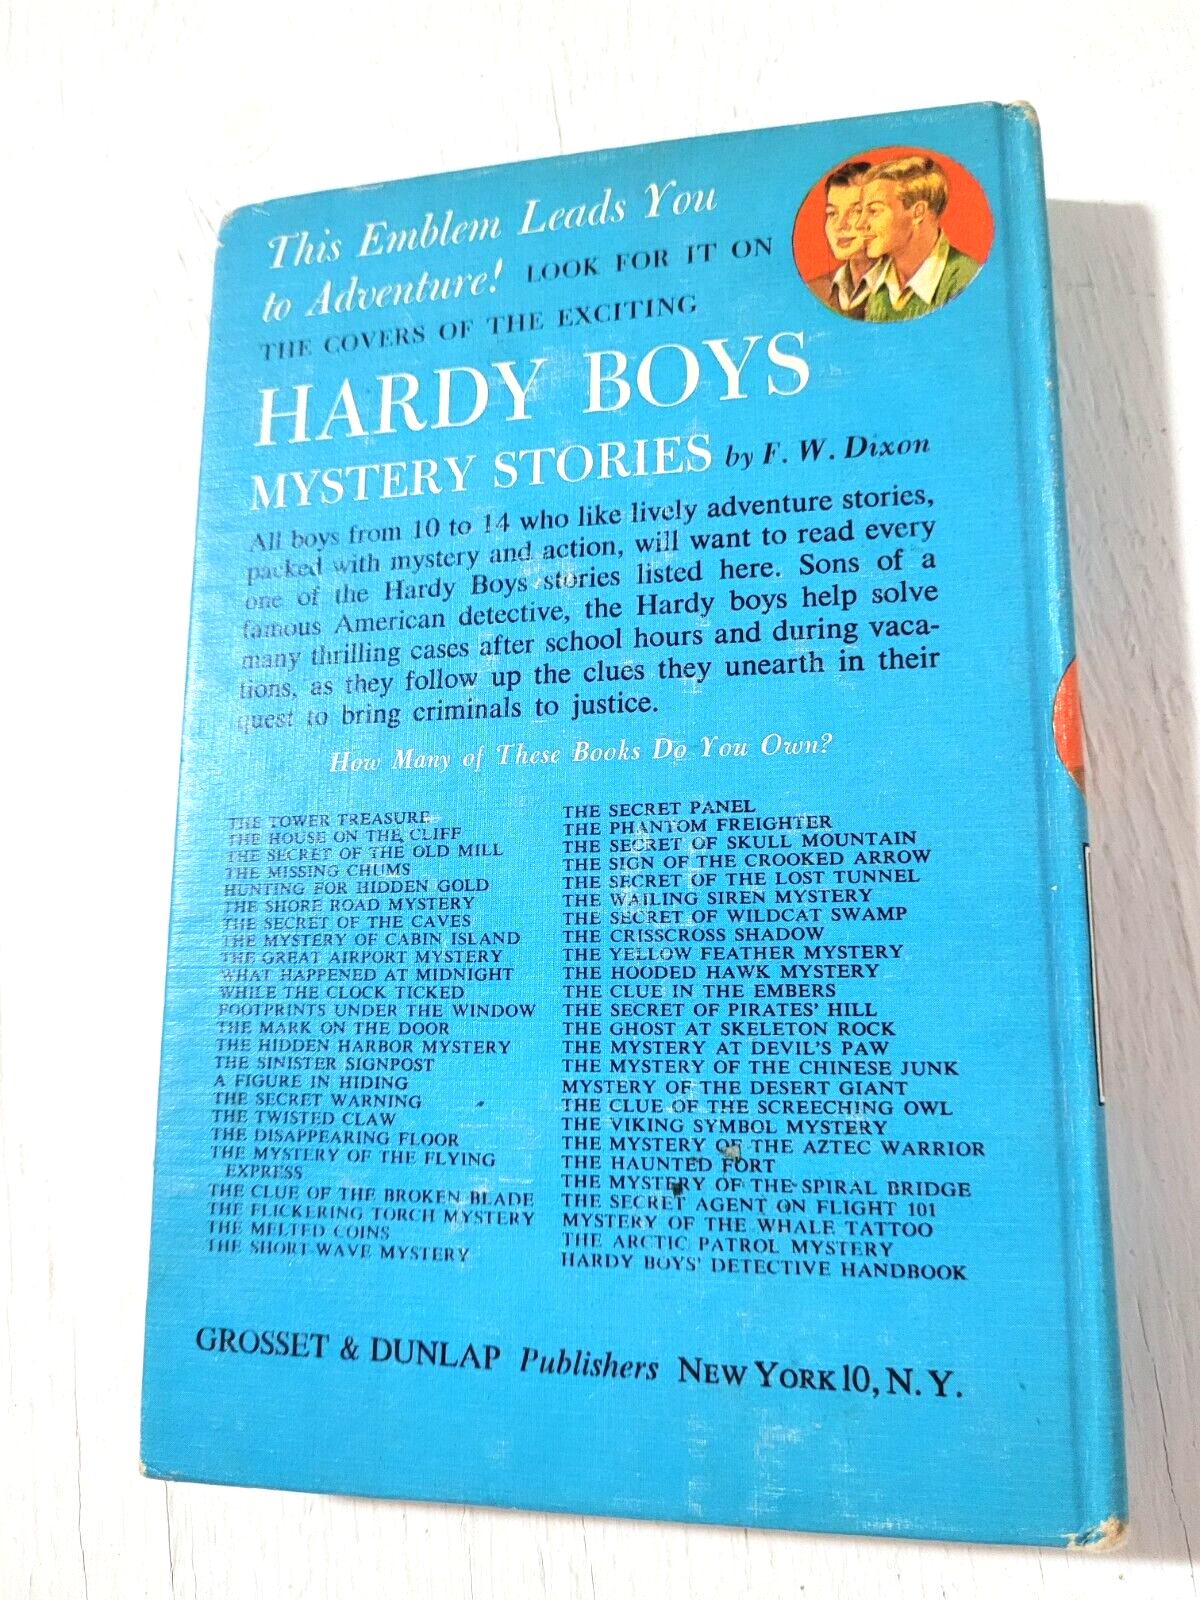 This Emblem Leads You
to Adventure! LOOK FOR IT ON
THE COVERS OF THE EXCITING
HARDY BOYS
MYSTERY STORIES by F. W. Dixon
All boys from 10 to 14 who like lively adventure stories,
packed with mystery and action, will want to read every
one of the Hardy Boys stories listed here. Sons of a
famous American detective, the Hardy boys help solve
many thrilling cases after school hours and during vaca-
tions, as they follow up the clues they unearth in their
quest to bring criminals to justice.
How Many of These Books Do You Own?
THE TOWER TREASURE
THE HOUSE ON THE CLIFF
THE SECRET OF THE OLD MILL
THE MISSING CHUMS
HUNTING FOR HIDDEN GOLD
THE SHORE ROAD MYSTERY
THE SECRET OF THE CAVES
THE MYSTERY OF CABIN ISLAND
THE GREAT AIRPORT MYSTERY
WHAT HAPPENED AT MIDNIGHT
WHILE THE CLOCK TICKED
FOOTPRINTS UNDER THE WINDOW
THE MARK ON THE DOOR
THE HIDDEN HARBOR MYSTERY
THE SINISTER SIGNPOST
A FIGURE IN HIDING
THE SECRET WARNING
THE TWISTED CLAW
THE DISAPPEARING FLOOR
THE MYSTERY OF THE FLYING
EXPRESS
THE CLUE OF THE BROKEN BLADE
THE FLICKERING TORCH MYSTERY
THE MELTED COINS
THE SHORT-WAVE MYSTERY
THE SECRET PANEL
THE PHANTOM FREIGHTER
THE SECRET OF SKULL MOUNTAIN
THE SIGN OF THE CROOKED ARROW
THE SECRET OF THE LOST TUNNEL
THE WAILING SIREN MYSTERY
THE SECRET OF WILDCAT SWAMP
THE CRISSCROSS SHADOW
THE YELLOW FEATHER MYSTERY
THE HOODED HAWK MYSTERY
THE CLUE IN THE EMBERS
THE SECRET OF PIRATES' HILL
THE GHOST AT SKELETON ROCK
THE MYSTERY AT DEVIL'S PAW
THE MYSTERY OF THE CHINESE JUNK
MYSTERY OF THE DESERT GIANT
THE CLUE OF THE SCREECHING OWL
THE VIKING SYMBOL MYSTERY
THE MYSTERY OF THE AZTEC WARRIOR
THE HAUNTED FORT
THE MYSTERY OF THE SPIRAL BRIDGE
THE SECRET AGENT ON FLIGHT 101
MYSTERY OF THE WHALE TATTOO
THE ARCTIC PATROL MYSTERY
HARDY BOYS' DETECTIVE HANDBOOK
GROSSET & DUNLAP Publishers NEW YORK 10, N. Y.